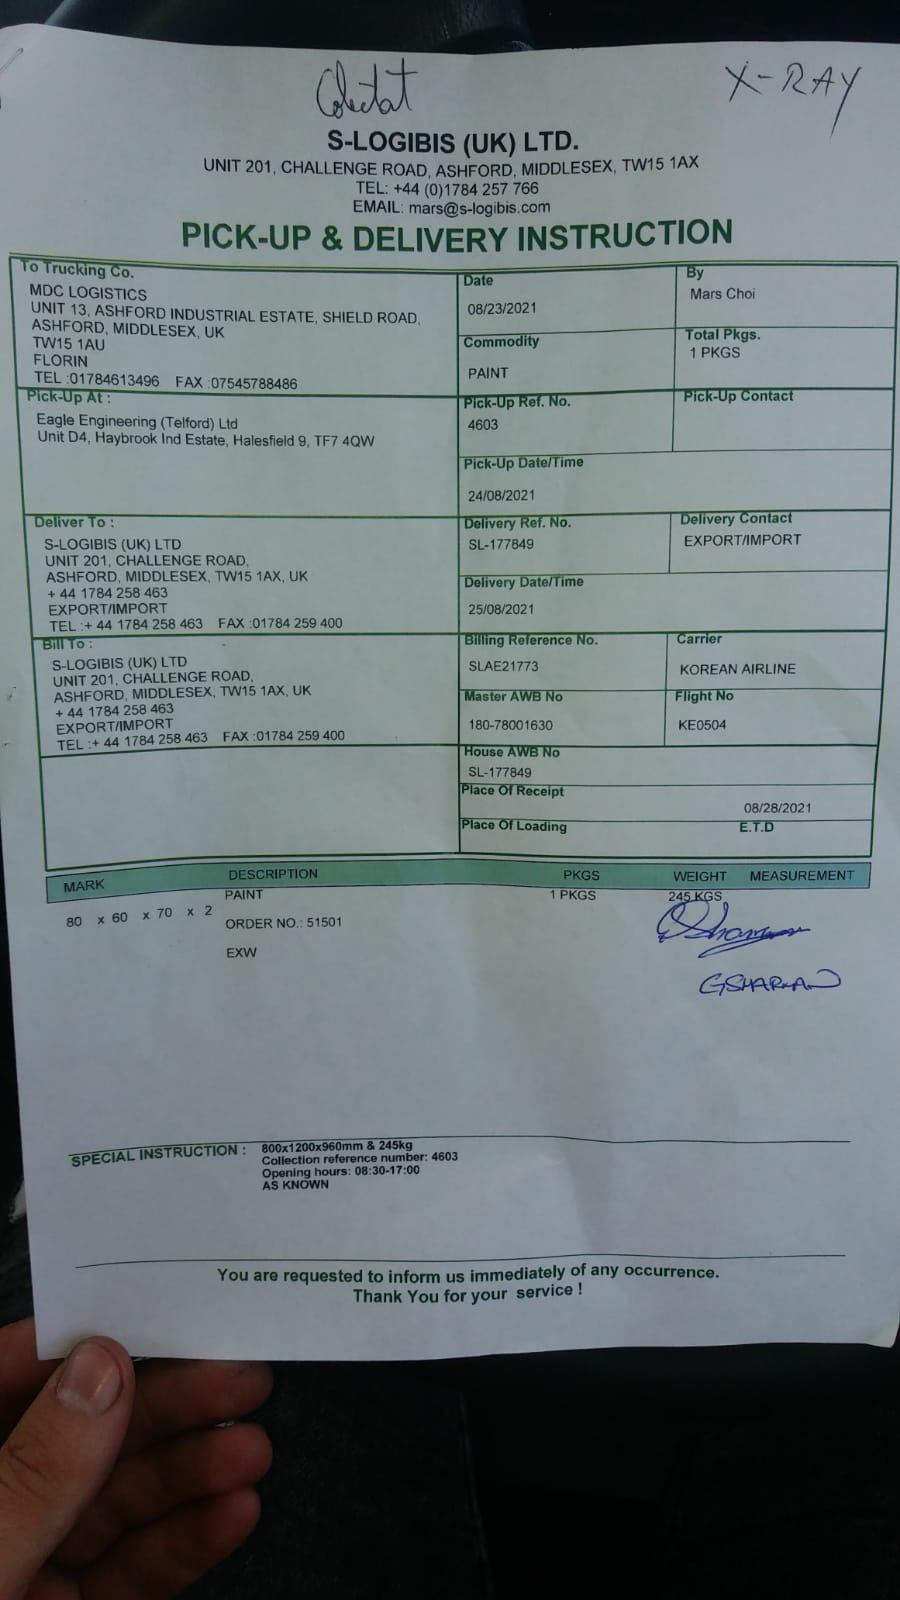 Colectat
X-RAY
S-LOGIBIS (UK) LTD.
UNIT 201, CHALLENGE ROAD, ASHFORD, MIDDLESEX, TW15 1AX
TEL: +44 (0)1784 257 766
EMAIL: mars@s-logibis.com
PICK-UP & DELIVERY INSTRUCTION
To Trucking Co.
MDC LOGISTICS
UNIT 13, ASHFORD INDUSTRIAL ESTATE, SHIELD ROAD,
ASHFORD, MIDDLESEX, UK
TW15 1AU
FLORIN
TEL :01784613496 FAX :07545788486
Date
08/23/2021
By
Mars Choi
Commodity
PAINT
Total Pkgs.
1 PKGS
Pick-Up At :
Eagle Engineering (Telford) Ltd
Unit D4, Haybrook Ind Estate, Halesfield 9, TF7 4QW
Pick-Up Ref. No.
4603
Pick-Up Contact
Pick-Up Date/Time
24/08/2021
Deliver To :
S-LOGIBIS (UK) LTD
UNIT 201, CHALLENGE ROAD,
ASHFORD, MIDDLESEX, TW15 1AX, UK
+ 44 1784 258 463
EXPORT/IMPORT
TEL :+ 44 1784 258 463 FAX :01784 259 400
Delivery Ref. No.
SL-177849
Delivery Contact
EXPORT/IMPORT
Delivery Date/Time
25/08/2021
Bill To :
S-LOGIBIS (UK) LTD
UNIT 201, CHALLENGE ROAD,
ASHFORD, MIDDLESEX, TW15 1AX, UK
+ 44 1784 258 463
EXPORT/IMPORT
TEL :+ 44 1784 258 463 FAX :01784 259 400
Billing Reference No.
SLAE21773
Carrier
KOREAN AIRLINE
Master AWB No
180-78001630
Flight No
KE0504
House AWB No
SL-177849
Place Of Receipt
08/28/2021
Place Of Loading
E.T.D
MARK DESCRIPTION PKGS WEIGHT MEASUREMENT
PAINT 1 PKGS 245 KGS
80 x 60 x 70 x 2
ORDER NO.: 51501
EXW
SPECIAL INSTRUCTION :
800x1200x960mm & 245kg
Collection reference number: 4603
Opening hours: 08:30-17:00
AS KNOWN
You are requested to inform us immediately of any occurrence.
Thank You for your service !